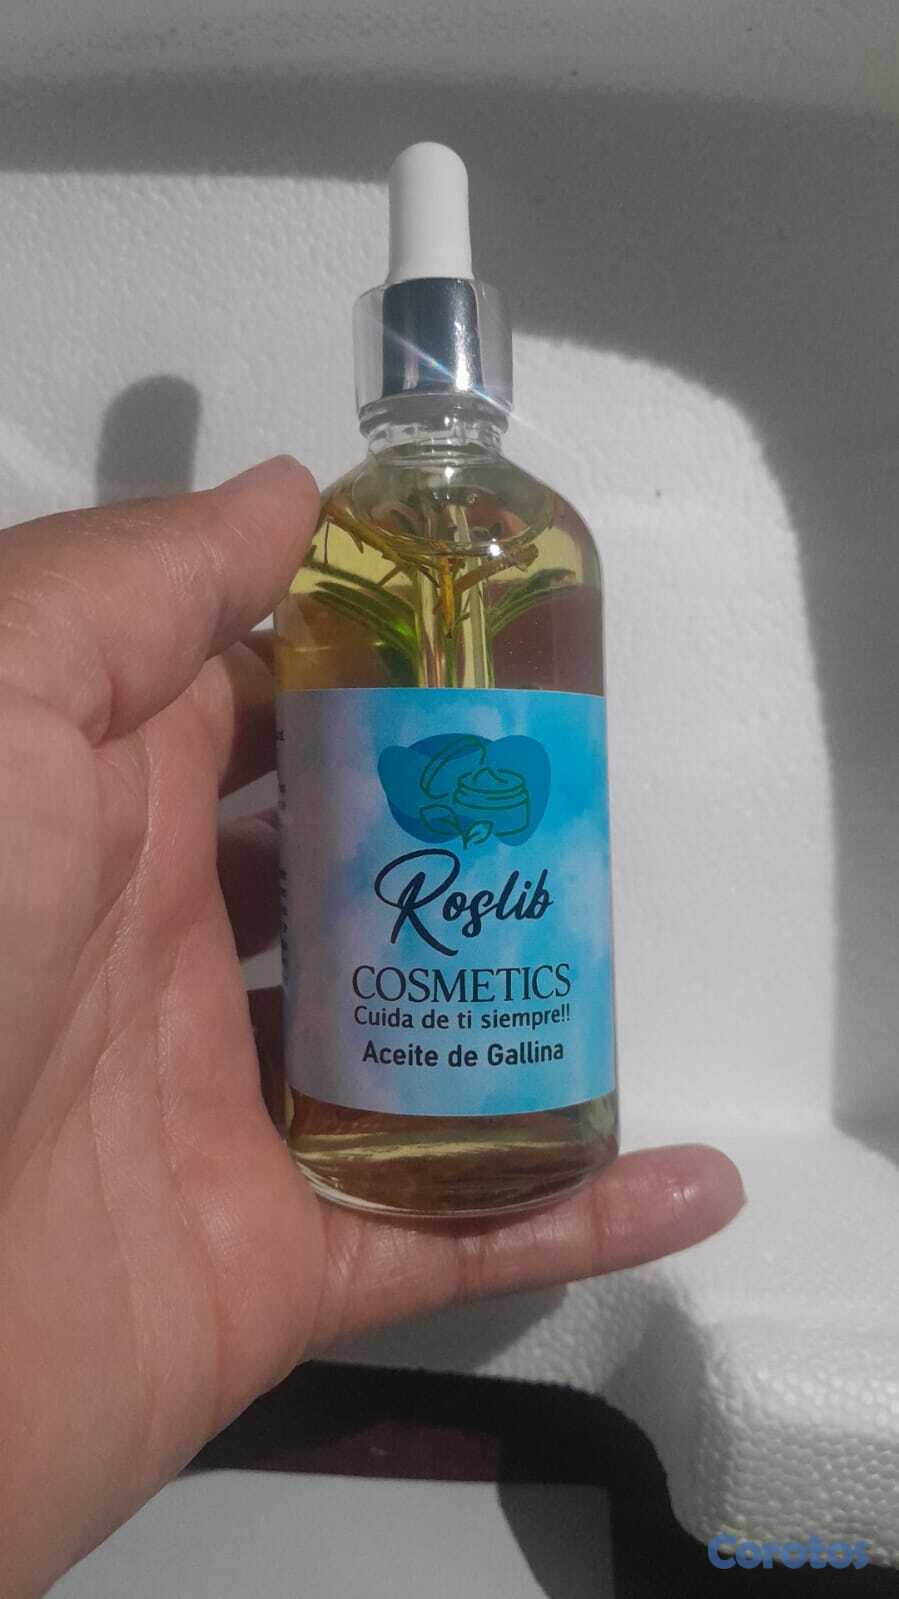 Roslib
COSMETICS
Cuida de ti siempre!!
Aceite de Gallina
Corotos